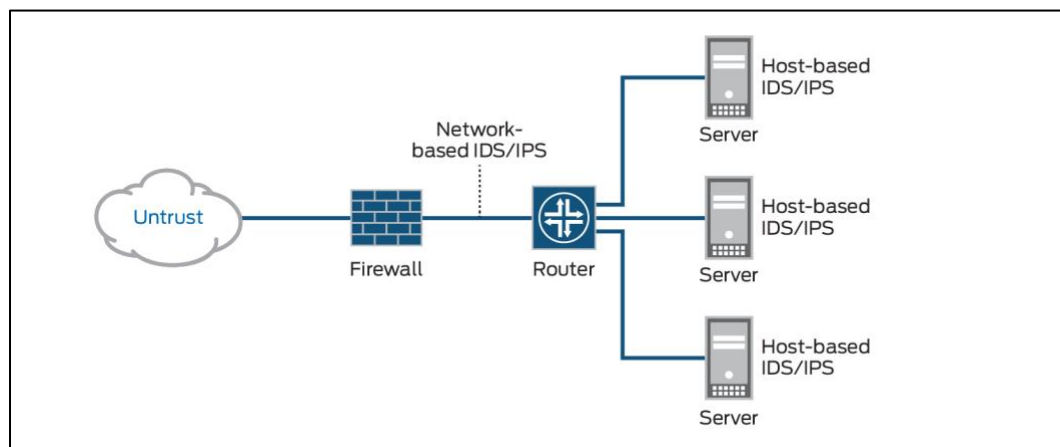 Host-based
IDS/IPS
Server
Network-
based IDS/IPS
Untrust
Firewall
Router
Host-based
IDS/IPS
Server
Host-based
IDS/IPS
Server